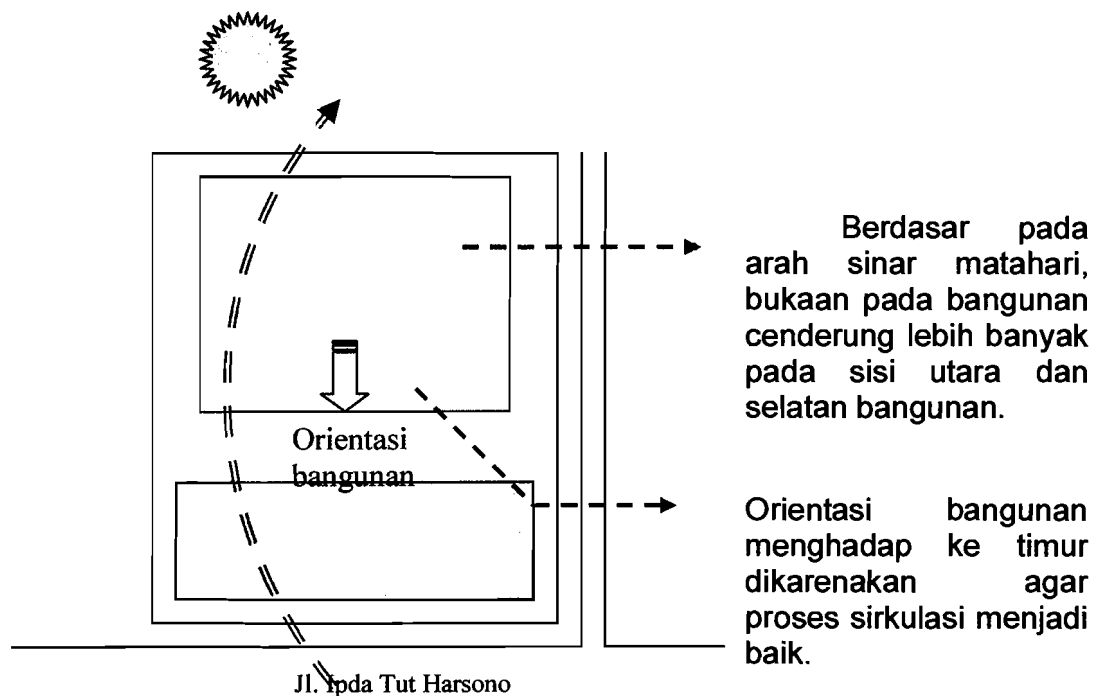 Berdasar pada
arah sinar matahari,
bukaan pada bangunan
cenderung lebih banyak
pada sisi utara dan
selatan bangunan.
Orientasi
bangunan
Orientasi bangunan
menghadap ke timur
dikarenakan agar
proses sirkulasi menjadi
baik.
Jl. Ipda Tut Harsono